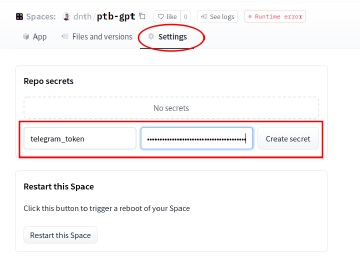 Spaces: dnth/ptb-gpt like 0 See logs Runtime error
App Files and versions Settings
Repo secrets
No secrets
telegram_token •••••••••••••••••••••••••••••••••••••• Create secret
Restart this Space
Click this button to trigger a reboot of your Space
Restart this Space